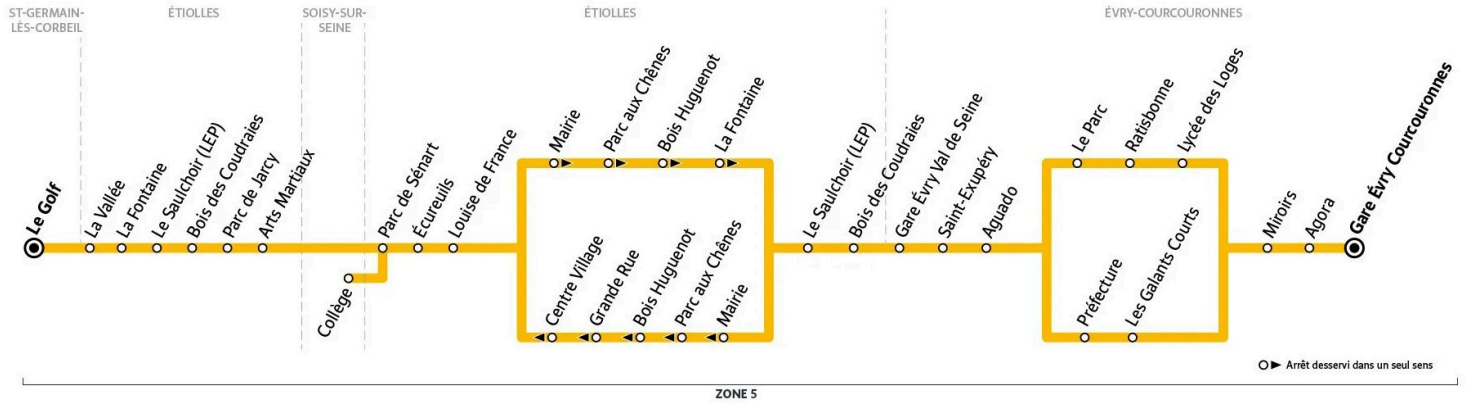 ST-GERMAIN-
LÈS-CORBEIL
ÉTIOLLES
SOISY-SUR-
SEINE
ÉTIOLLES
ÉVRY-COURCOURONNES
Le Golf
La Vallée
La Fontaine
Le Saulchoir (LEP)
Bois des Coudraies
Parc de Jarcy
Arts Martiaux
Collège
Parc de Sénart
Écureuils
Louise de France
Mairie
Parc aux Chênes
Bois Huguenot
La Fontaine
Centre Village
Grande Rue
Bois Huguenot
Parc aux Chênes
Mairie
Le Saulchoir (LEP)
Bois des Coudraies
Gare Évry Val de Seine
Saint-Exupéry
Aguado
Le Parc
Ratisbonne
Lycée des Loges
Préfecture
Les Galants Courts
Miroirs
Agora
Gare Évry Courcouronnes
Arrêt desservi dans un seul sens
ZONE 5